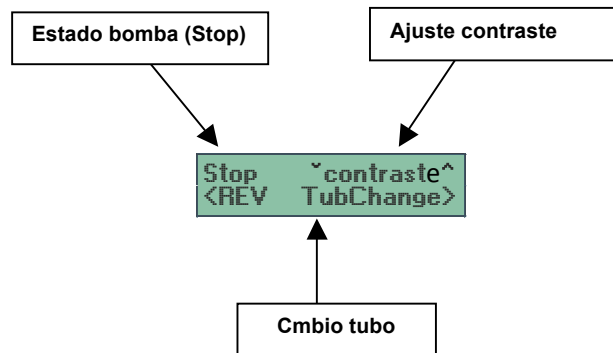 Estado bomba (Stop)
Ajuste contraste
Stop ˇcontraste^
<REV TubChange>
Cmbio tubo